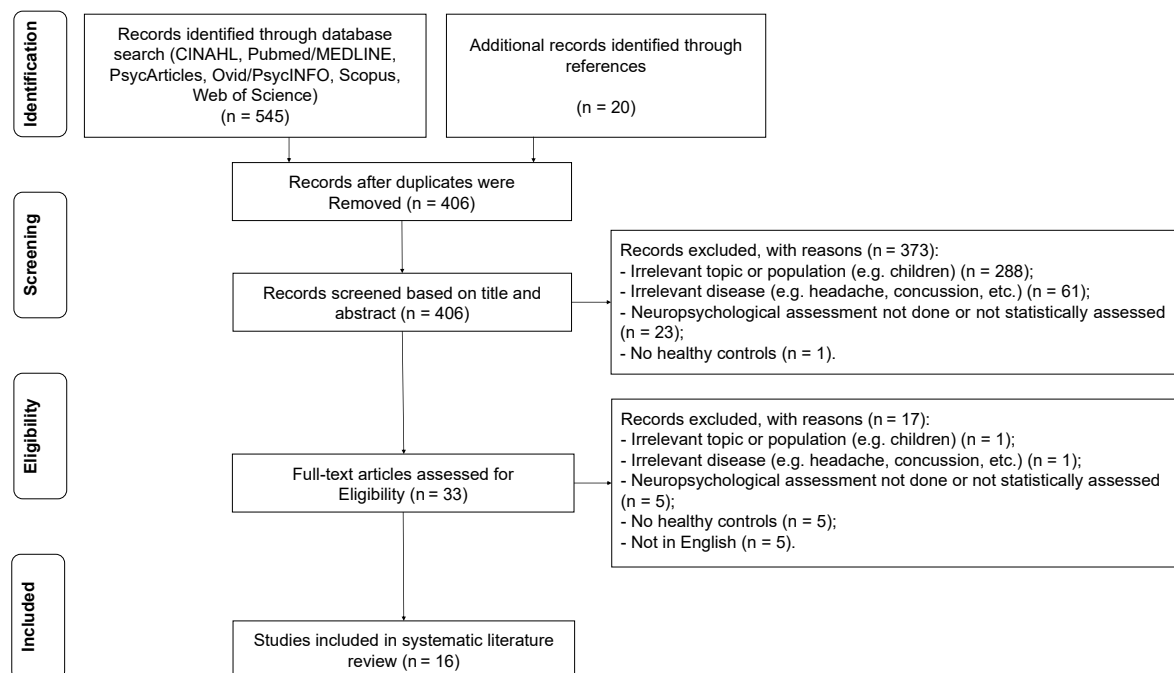 Identification
Records identified through database
search (CINAHL, Pubmed/MEDLINE,
PsycArticles, Ovid/PsycINFO, Scopus,
Web of Science)
(n = 545)
Additional records identified through
references
(n = 20)
Screening
Records after duplicates were
Removed (n = 406)
Records screened based on title and
abstract (n = 406)
Records excluded, with reasons (n = 373):
- Irrelevant topic or population (e.g. children) (n = 288);
- Irrelevant disease (e.g. headache, concussion, etc.) (n = 61);
- Neuropsychological assessment not done or not statistically assessed
(n = 23);
- No healthy controls (n = 1).
Eligibility
Full-text articles assessed for
Eligibility (n = 33)
Records excluded, with reasons (n = 17):
- Irrelevant topic or population (e.g. children) (n = 1);
- Irrelevant disease (e.g. headache, concussion, etc.) (n = 1);
- Neuropsychological assessment not done or not statistically assessed
(n = 5);
- No healthy controls (n = 5);
- Not in English (n = 5).
Included
Studies included in systematic literature
review (n = 16)